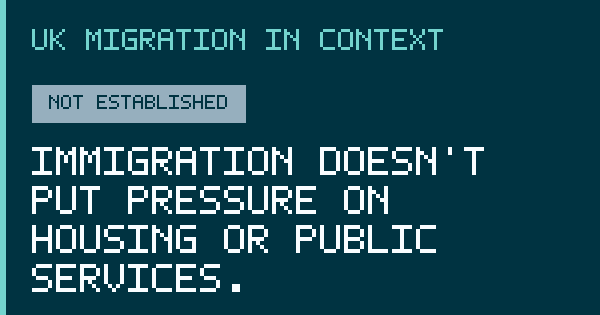 UK MIGRATION IN CONTEXT
NOT ESTABLISHED
IMMIGRATION DOESN'T
PUT PRESSURE ON
HOUSING OR PUBLIC
SERVICES.